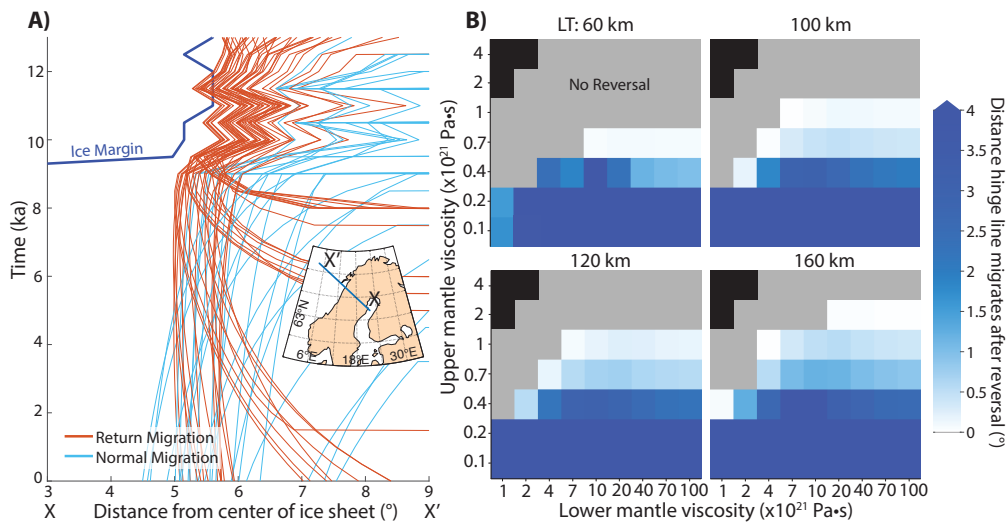 A)
12
10
8
6
4
2
0
Time (ka)
Ice Margin
X'
X
63°N
6°E
18°E
30°E
Return Migration
Normal Migration
3 4 5 6 7 8 9
X Distance from center of ice sheet (°) X'
B)
LT: 60 km
100 km
No Reversal
4
2
1
0.7
0.4
0.2
0.1
120 km
160 km
4
2
1
0.7
0.4
0.2
0.1
Upper mantle viscosity (x10²¹ Pa•s)
1 2 4 7 10 20 40 70 100
1 2 4 7 10 20 40 70 100
Lower mantle viscosity (x10²¹ Pa•s)
4
3.5
3
2.5
2
1.5
1
0.5
0
Distance hinge line migrates after reversal (°)